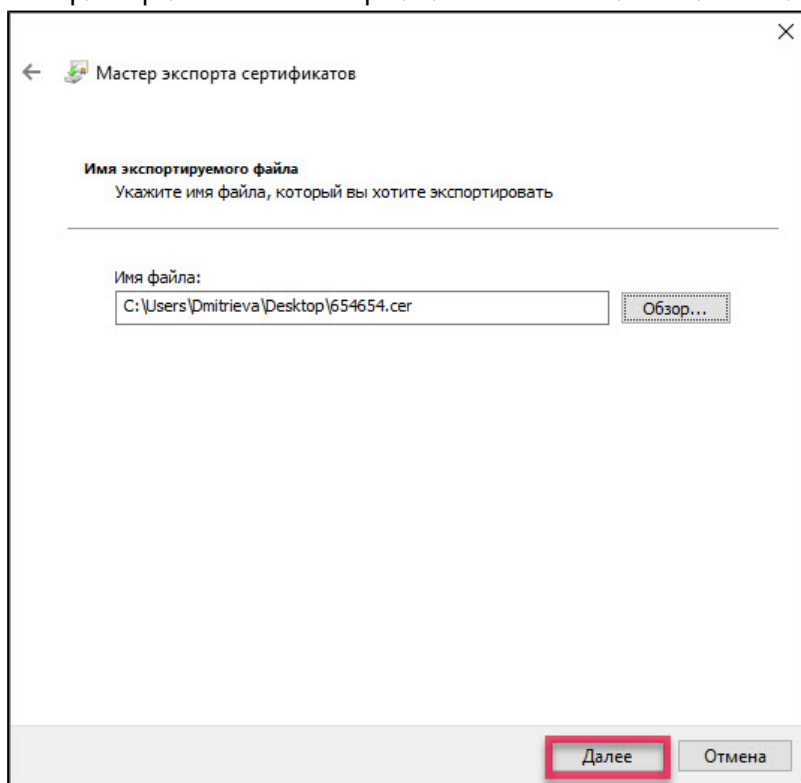 Мастер экспорта сертификатов
Имя экспортируемого файла
Укажите имя файла, который вы хотите экспортировать
Имя файла:
C:\Users\Dmitrieva\Desktop\654654.cer
Обзор...
Далее
Отмена